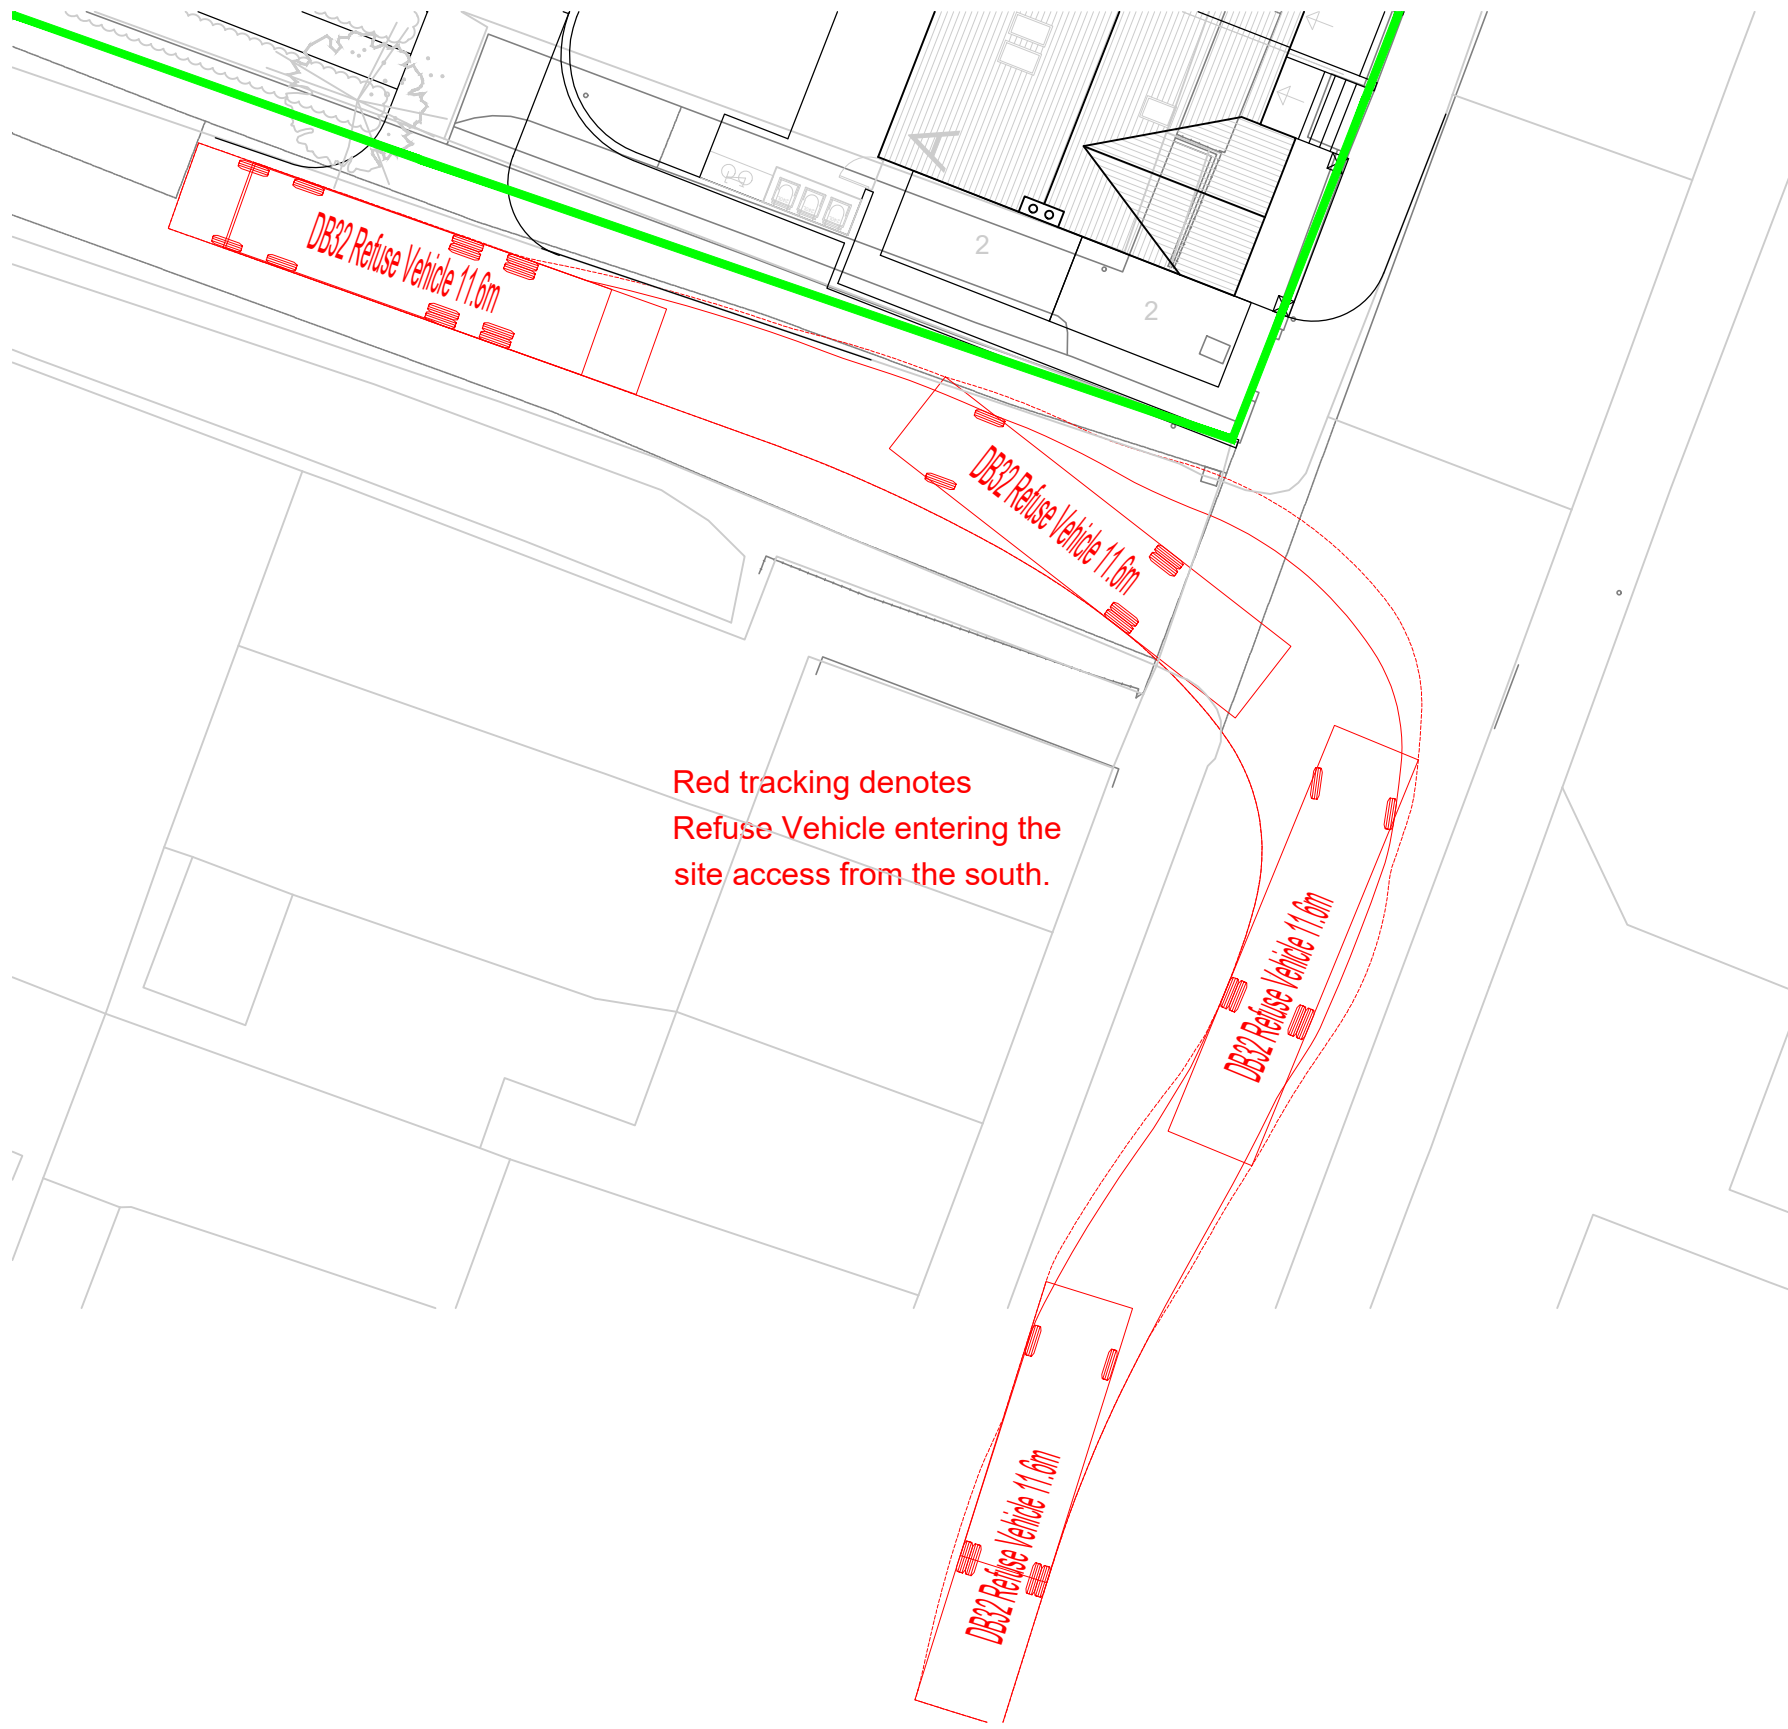 A
2
2
DB32 Refuse Vehicle 11.6m
DB32 Refuse Vehicle 11.6m
Red tracking denotes
Refuse Vehicle entering the
site access from the south.
DB32 Refuse Vehicle 11.6m
DB32 Refuse Vehicle 11.6m